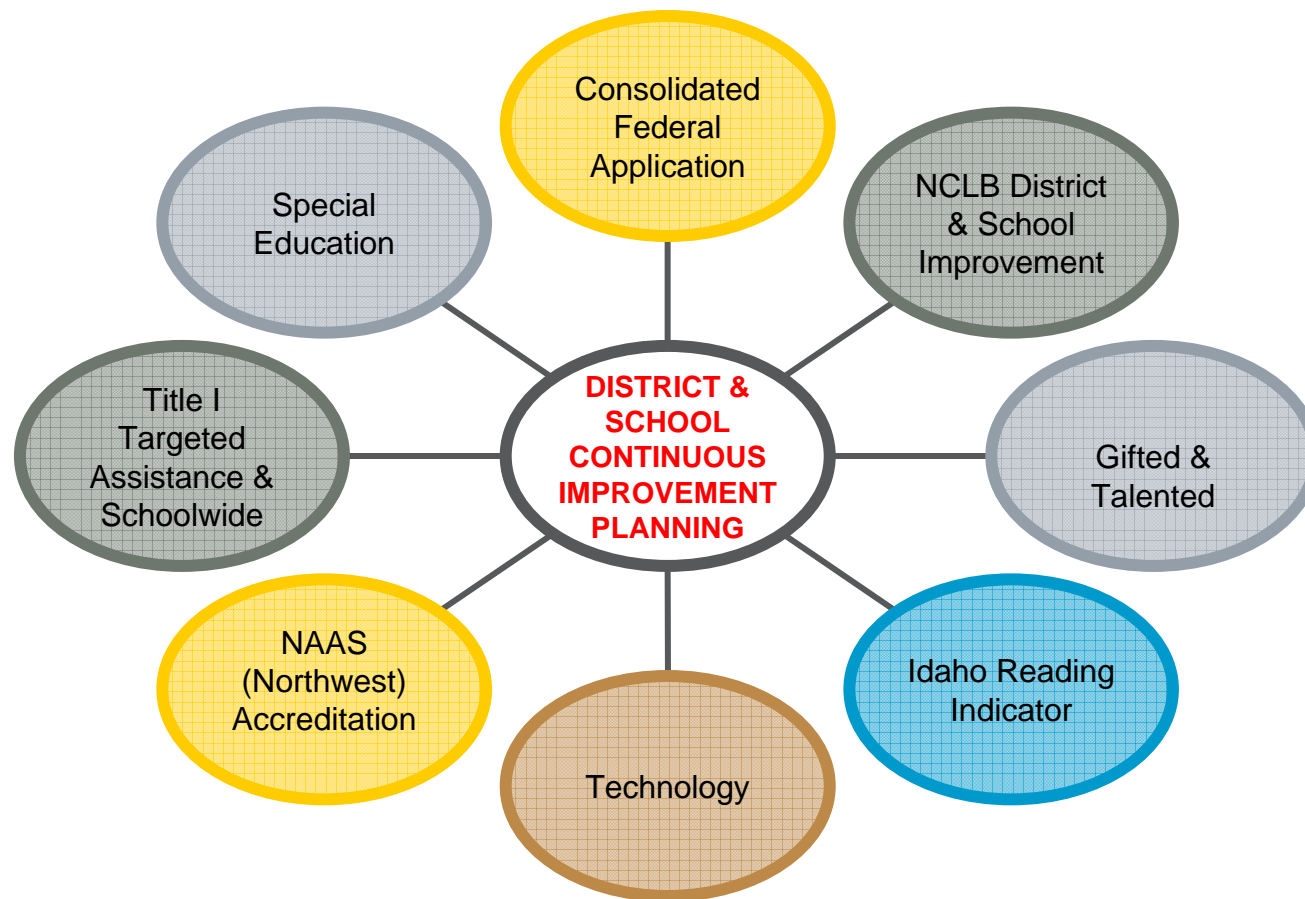 Consolidated
Federal
Application
NCLB District
& School
Improvement
Special
Education
DISTRICT &
SCHOOL
CONTINUOUS
IMPROVEMENT
PLANNING
Title I
Targeted
Assistance &
Schoolwide
Gifted &
Talented
NAAS
(Northwest)
Accreditation
Idaho Reading
Indicator
Technology